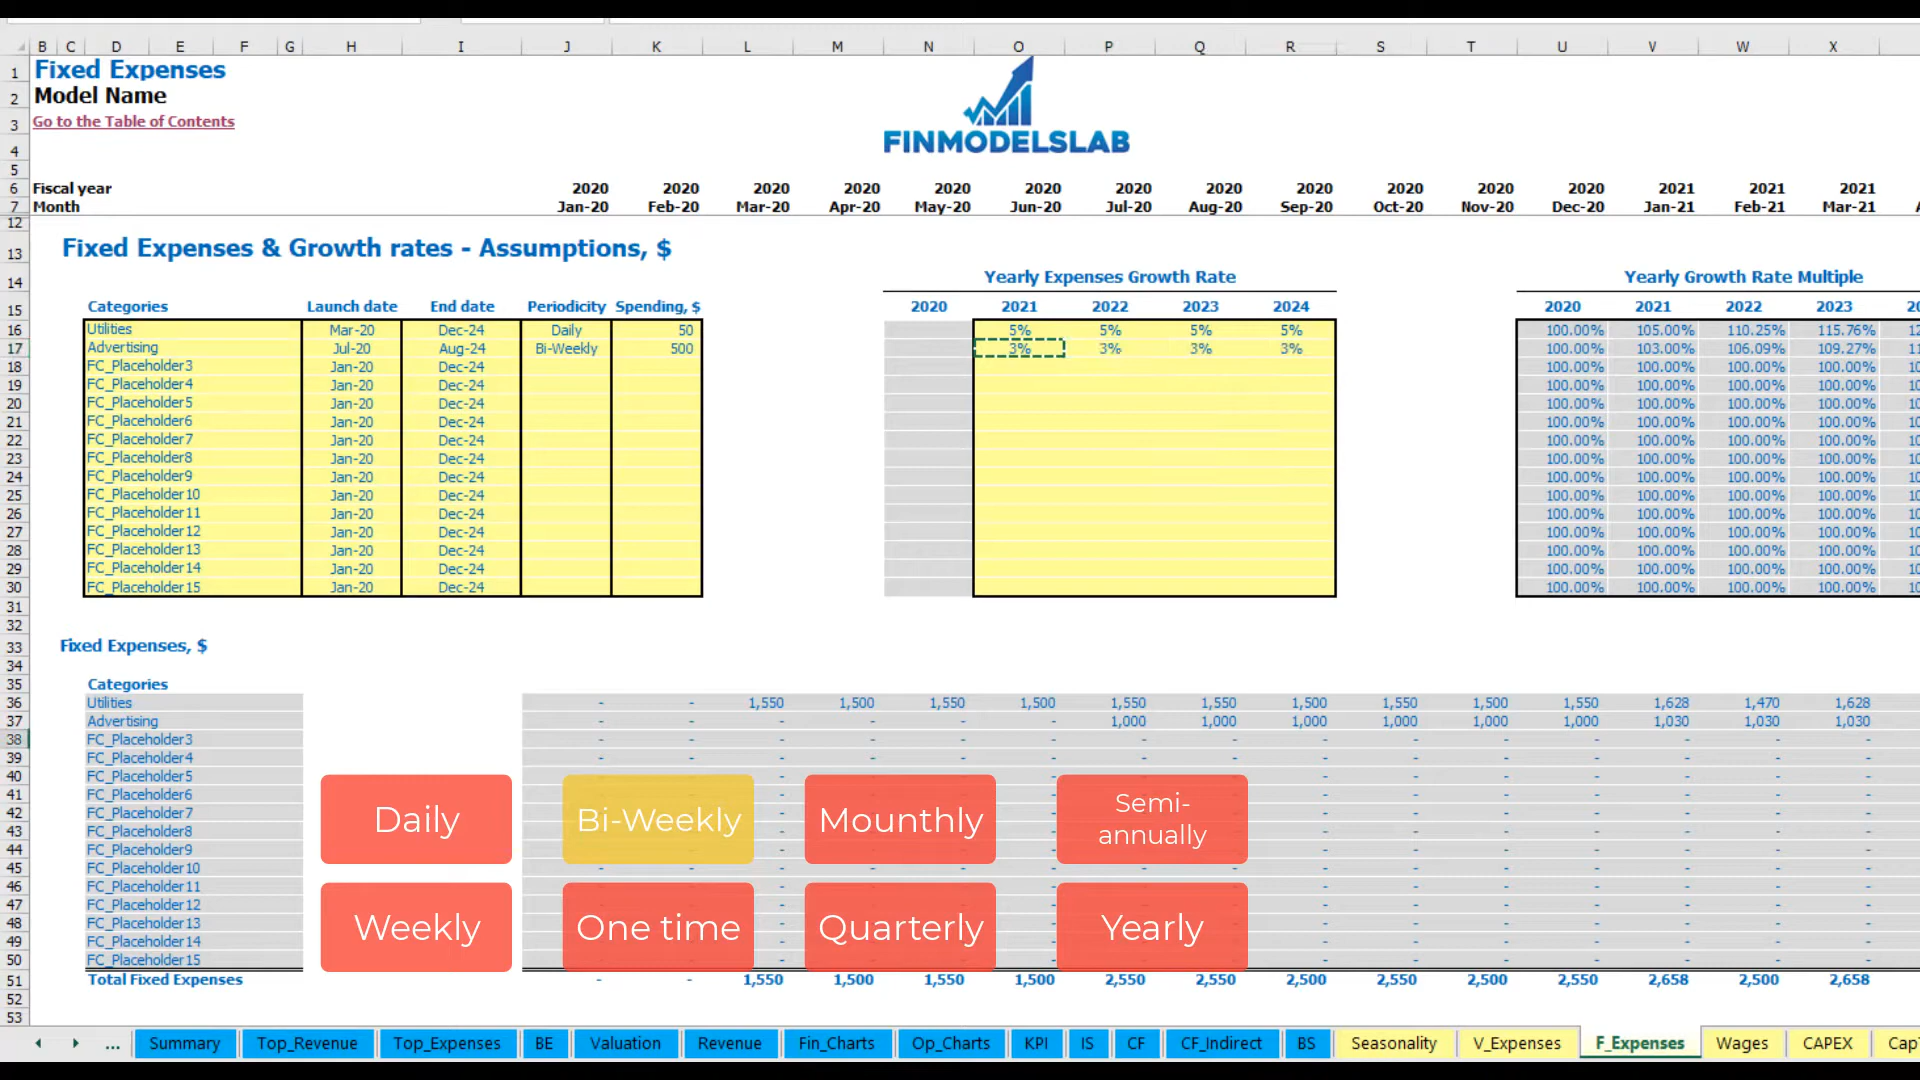 B C D E F G H I J K L M N O P Q R S T U V W X
1 Fixed Expenses
2 Model Name
3 Go to the Table of Contents
4
FINMODELSLAB
5
6 Fiscal year 2020 2020 2020 2020 2020 2020 2020 2020 2020 2020 2020 2020 2021 2021 2021
7 Month Jan-20 Feb-20 Mar-20 Apr-20 May-20 Jun-20 Jul-20 Aug-20 Sep-20 Oct-20 Nov-20 Dec-20 Jan-21 Feb-21 Mar-21
12
13 Fixed Expenses & Growth rates - Assumptions, $
14 Yearly Expenses Growth Rate Yearly Growth Rate Multiple
15 Categories Launch date End date Periodicity Spending, $ 2020 2021 2022 2023 2024 2020 2021 2022 2023
16 Utilities Mar-20 Dec-24 Daily 50 5% 5% 5% 5% 100.00% 105.00% 110.25% 115.76%
17 Advertising Jul-20 Aug-24 Bi-Weekly 500 3% 3% 3% 3% 100.00% 103.00% 106.09% 109.27%
18 FC_Placeholder3 Jan-20 Dec-24 100.00% 100.00% 100.00% 100.00%
19 FC_Placeholder4 Jan-20 Dec-24 100.00% 100.00% 100.00% 100.00%
20 FC_Placeholder5 Jan-20 Dec-24 100.00% 100.00% 100.00% 100.00%
21 FC_Placeholder6 Jan-20 Dec-24 100.00% 100.00% 100.00% 100.00%
22 FC_Placeholder7 Jan-20 Dec-24 100.00% 100.00% 100.00% 100.00%
23 FC_Placeholder8 Jan-20 Dec-24 100.00% 100.00% 100.00% 100.00%
24 FC_Placeholder9 Jan-20 Dec-24 100.00% 100.00% 100.00% 100.00%
25 FC_Placeholder10 Jan-20 Dec-24 100.00% 100.00% 100.00% 100.00%
26 FC_Placeholder11 Jan-20 Dec-24 100.00% 100.00% 100.00% 100.00%
27 FC_Placeholder12 Jan-20 Dec-24 100.00% 100.00% 100.00% 100.00%
28 FC_Placeholder13 Jan-20 Dec-24 100.00% 100.00% 100.00% 100.00%
29 FC_Placeholder14 Jan-20 Dec-24 100.00% 100.00% 100.00% 100.00%
30 FC_Placeholder15 Jan-20 Dec-24 100.00% 100.00% 100.00% 100.00%
31
32
33 Fixed Expenses, $
34
35 Categories
36 Utilities - - 1,550 1,500 1,550 1,500 1,550 1,550 1,500 1,550 1,500 1,550 1,628 1,470 1,628
37 Advertising - - - - - - 1,000 1,000 1,000 1,000 1,000 1,000 1,030 1,030 1,030
38 FC_Placeholder3 - - - - - - - - - - - - - - -
39 FC_Placeholder4 - - - - - - - - - - - - - - -
40 FC_Placeholder5
41 FC_Placeholder6
42 FC_Placeholder7
43 FC_Placeholder8
44 FC_Placeholder9
45 FC_Placeholder10
46 FC_Placeholder11
47 FC_Placeholder12
48 FC_Placeholder13
49 FC_Placeholder14
50 FC_Placeholder15
Daily Bi-Weekly Mounthly Semi-
annually
Weekly One time Quarterly Yearly
51 Total Fixed Expenses - - 1,550 1,500 1,550 1,500 2,550 2,550 2,500 2,550 2,500 2,550 2,658 2,500 2,658
52
53
... Summary Top_Revenue Top_Expenses BE Valuation Revenue Fin_Charts Op_Charts KPI IS CF CF_Indirect BS Seasonality V_Expenses F_Expenses Wages CAPEX